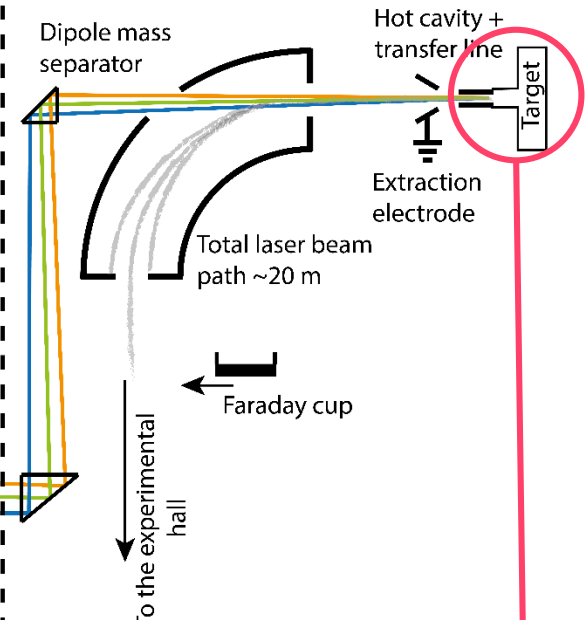 Dipole mass
separator
Hot cavity +
transfer line
Target
Extraction
electrode
Total laser beam
path ~20 m
Faraday cup
To the experimental
hall